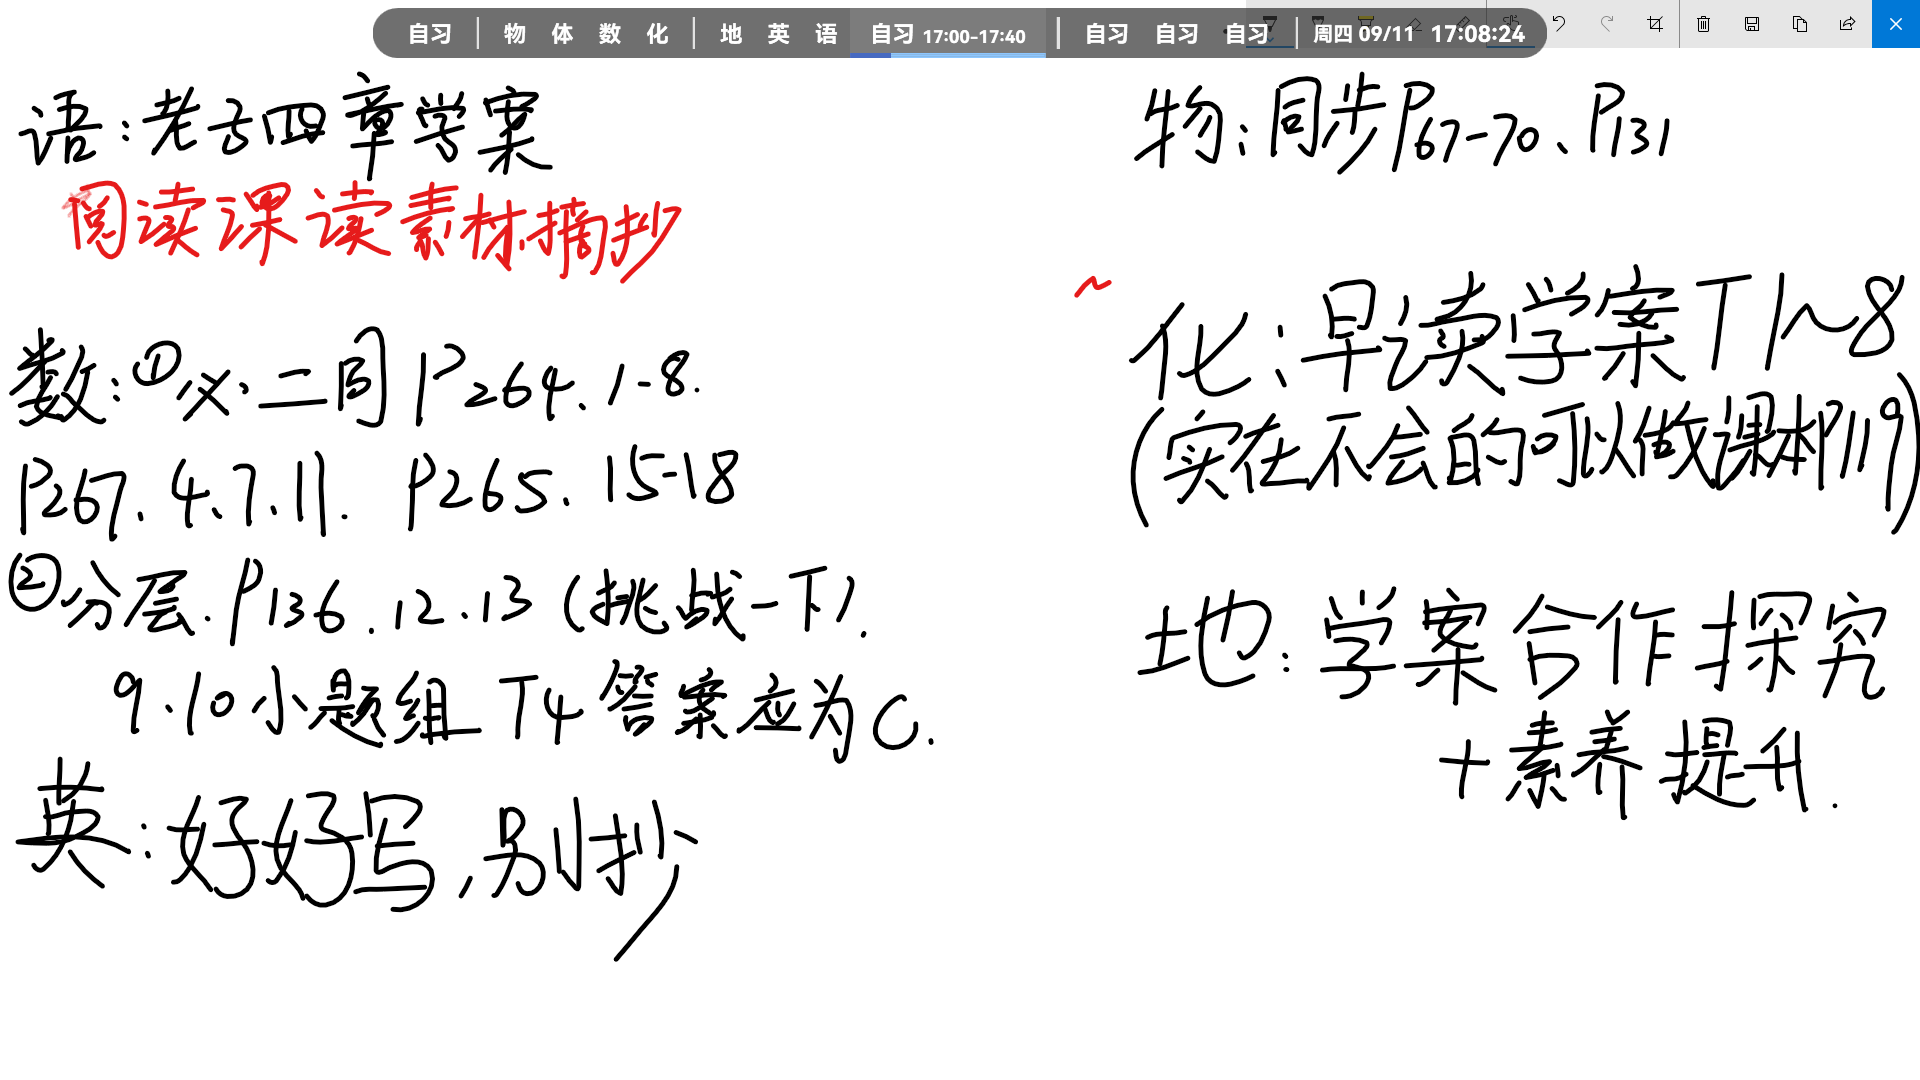 自习 | 物 体 数 化 | 地 英 语 自习 17:00-17:40 | 自习 自习 自习 | 周四 09/11 17:08:24
语:老子四章学案
阅读课读素材摘抄
数:①必.二同 P264. 1-8.
P267. 4.7.11. P265. 15-18
②分层. P136. 12.13 (挑战一下).
9.10小题组 T4 答案应为C.
英:好好写,别抄
物:同步P67-70、P131
化:早读学案T1~8
(实在不会的可以做课本P119)
地:学案合作探究
+素养提升.